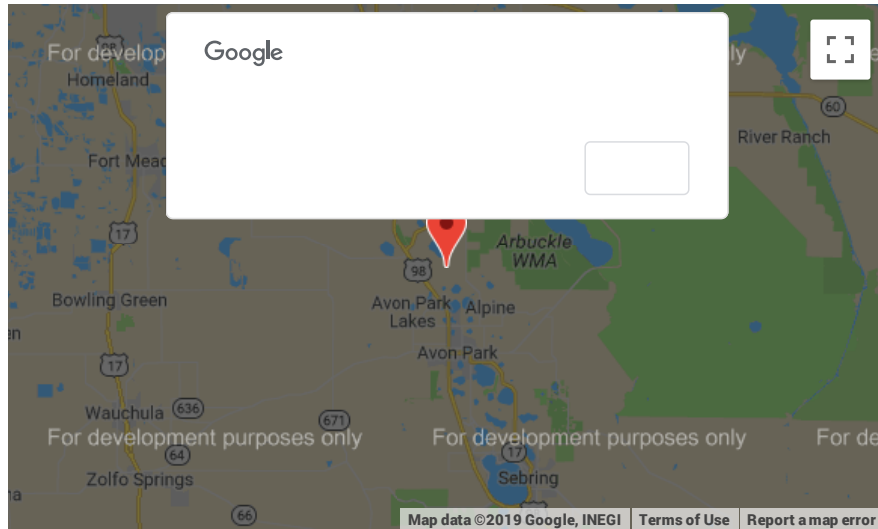 For develop
ly
Google
Homeland
60
River Ranch
Fort Mead
17
Arbuckle
WMA
98
Bowling Green
Avon Park
Lakes
Alpine
Avon Park
17
Wauchula
636
671
For development purposes only
For development purposes only
For de
64
17
Zolfo Springs
Sebring
66
Map data ©2019 Google, INEGI
Terms of Use
Report a map error